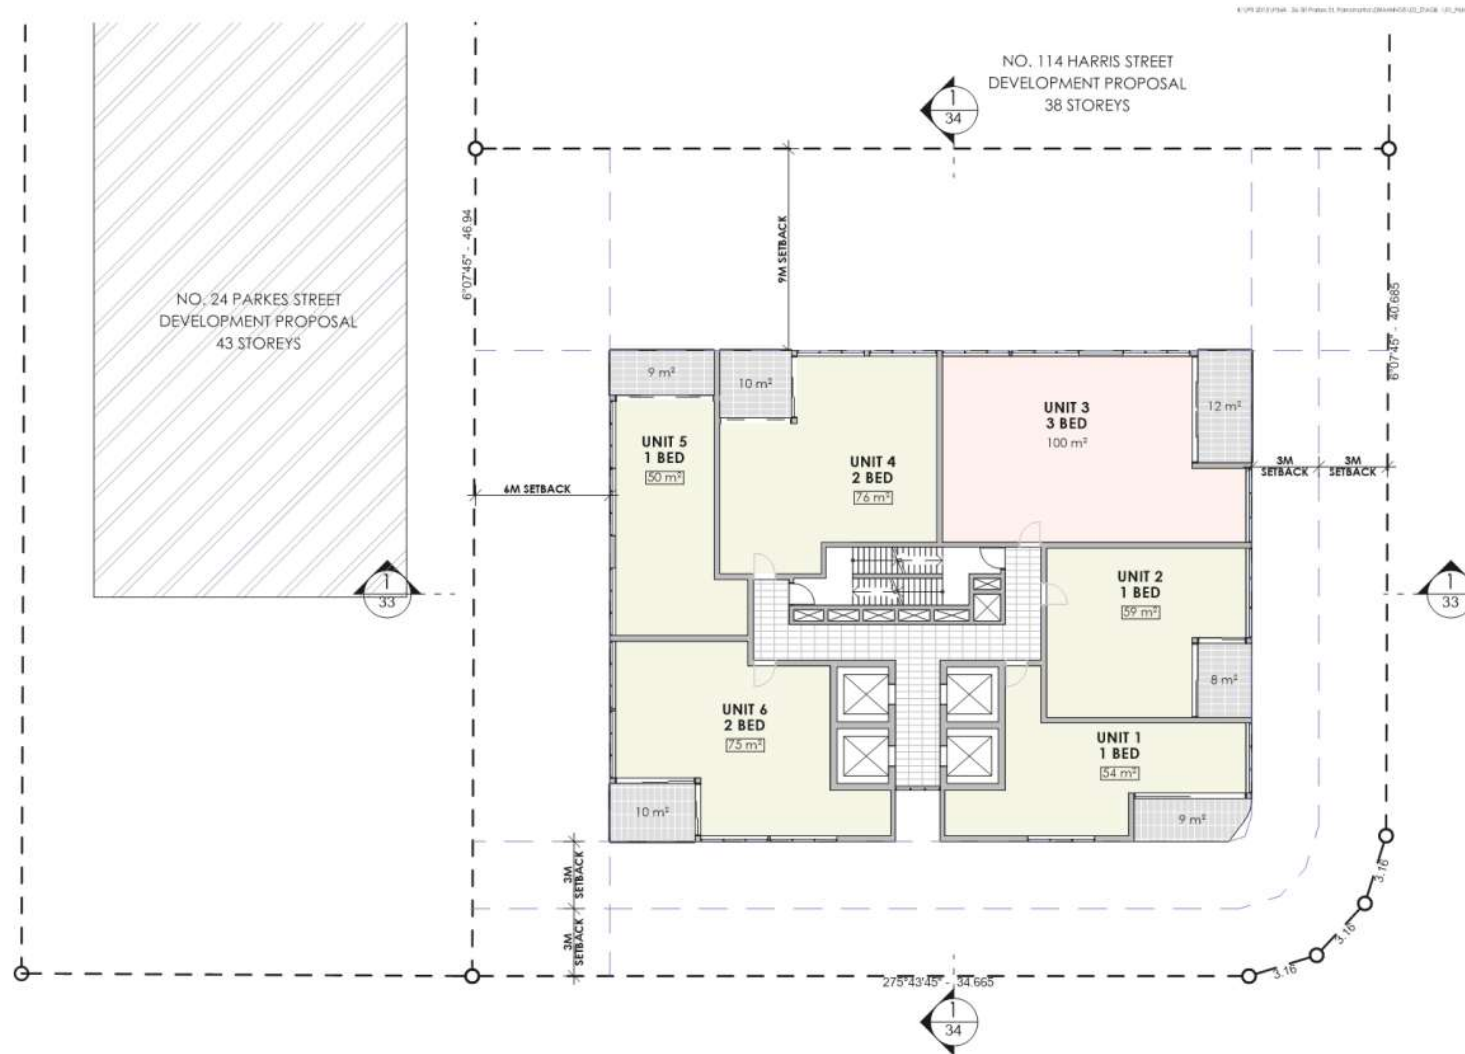 NO. 114 HARRIS STREET
DEVELOPMENT PROPOSAL
38 STOREYS
1
34
6°07'45" - 46.94
9M SETBACK
6°07'45" - 40.685
NO. 24 PARKES STREET
DEVELOPMENT PROPOSAL
43 STOREYS
9 m²
10 m²
12 m²
UNIT 3
3 BED
100 m²
UNIT 5
1 BED
50 m²
UNIT 4
2 BED
76 m²
3M
SETBACK
3M
SETBACK
6M SETBACK
1
33
1
33
UNIT 2
1 BED
59 m²
8 m²
UNIT 6
2 BED
75 m²
UNIT 1
1 BED
54 m²
10 m²
9 m²
3M
SETBACK
3M
SETBACK
3.16
3.16
3.16
275°43'45" - 34.665
1
34